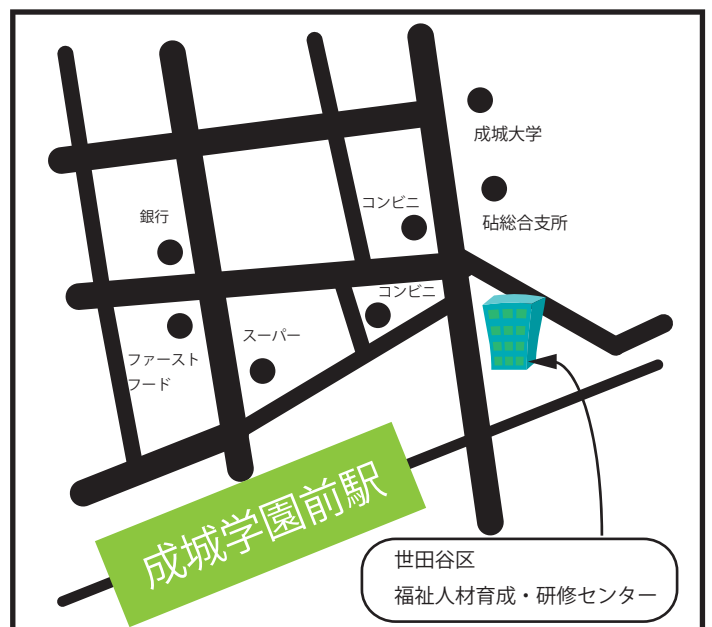 成城大学
コンビニ
銀行
砧総合支所
コンビニ
スーパー
ファースト
フード
成城学園前駅
世田谷区
福祉人材育成・研修センター